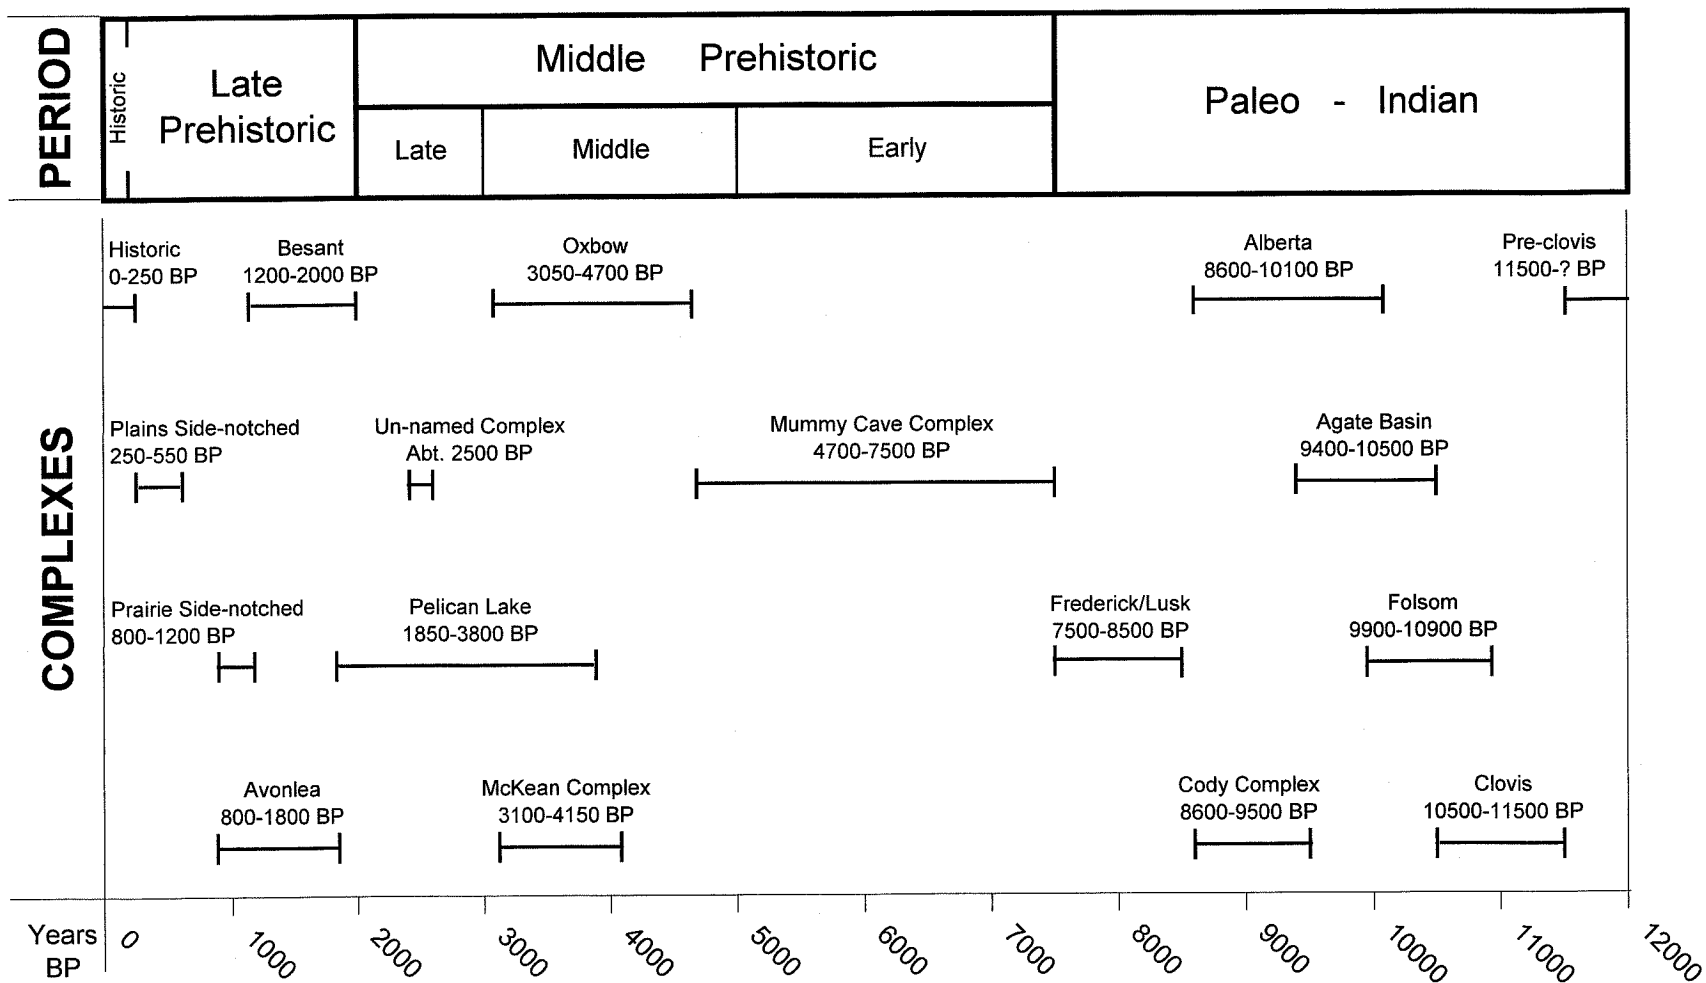 PERIOD
Historic
Late
Prehistoric
Middle Prehistoric
Late
Middle
Early
Paleo - Indian
COMPLEXES
Historic
0-250 BP
Besant
1200-2000 BP
Oxbow
3050-4700 BP
Alberta
8600-10100 BP
Pre-clovis
11500-? BP
Plains Side-notched
250-550 BP
Un-named Complex
Abt. 2500 BP
Mummy Cave Complex
4700-7500 BP
Agate Basin
9400-10500 BP
Prairie Side-notched
800-1200 BP
Pelican Lake
1850-3800 BP
Frederick/Lusk
7500-8500 BP
Folsom
9900-10900 BP
Avonlea
800-1800 BP
McKean Complex
3100-4150 BP
Cody Complex
8600-9500 BP
Clovis
10500-11500 BP
Years
BP
0
1000
2000
3000
4000
5000
6000
7000
8000
9000
10000
11000
12000